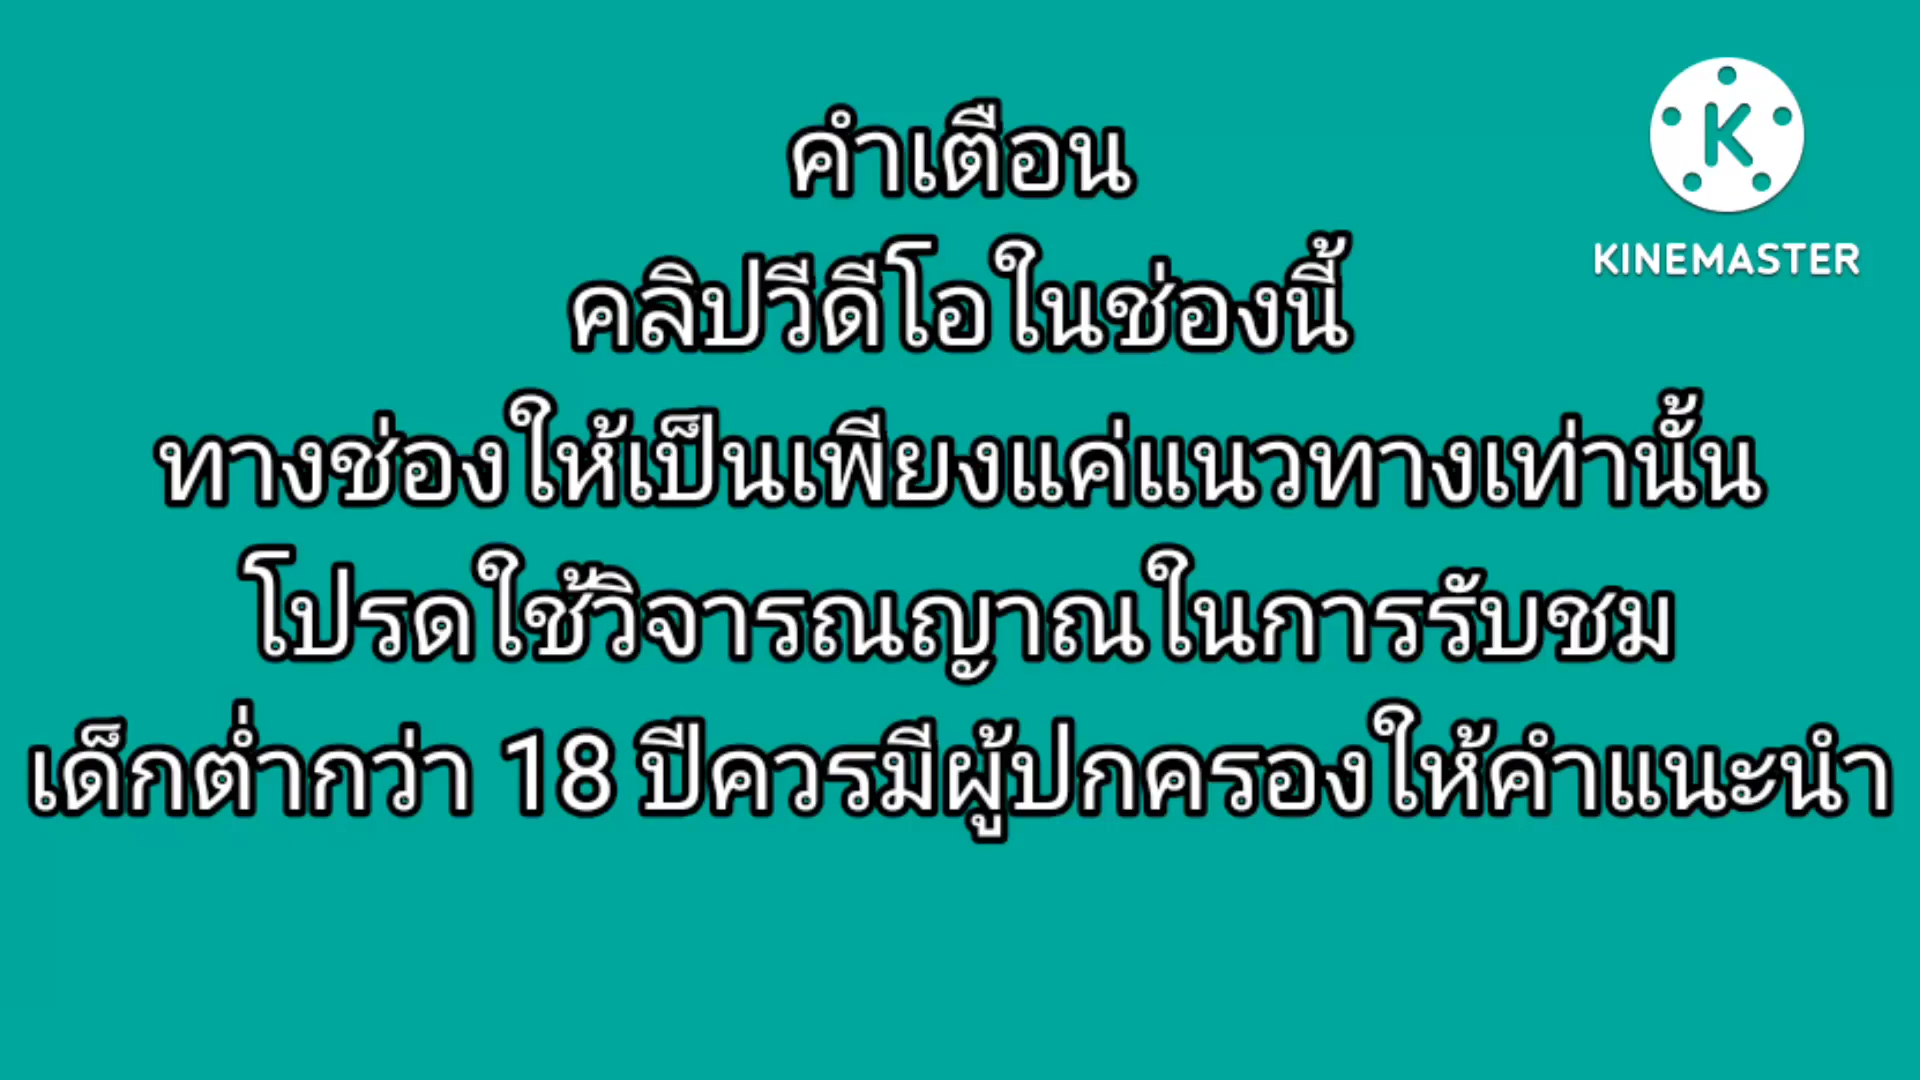 คำเตือน
คลิปวีดีโอในช่องนี้
ทางช่องให้เป็นเพียงแค่แนวทางเท่านั้น
โปรดใช้วิจารณญาณในการรับชม
เด็กต่ำกว่า 18 ปีควรมีผู้ปกครองให้คำแนะนำ
K
KINEMASTER